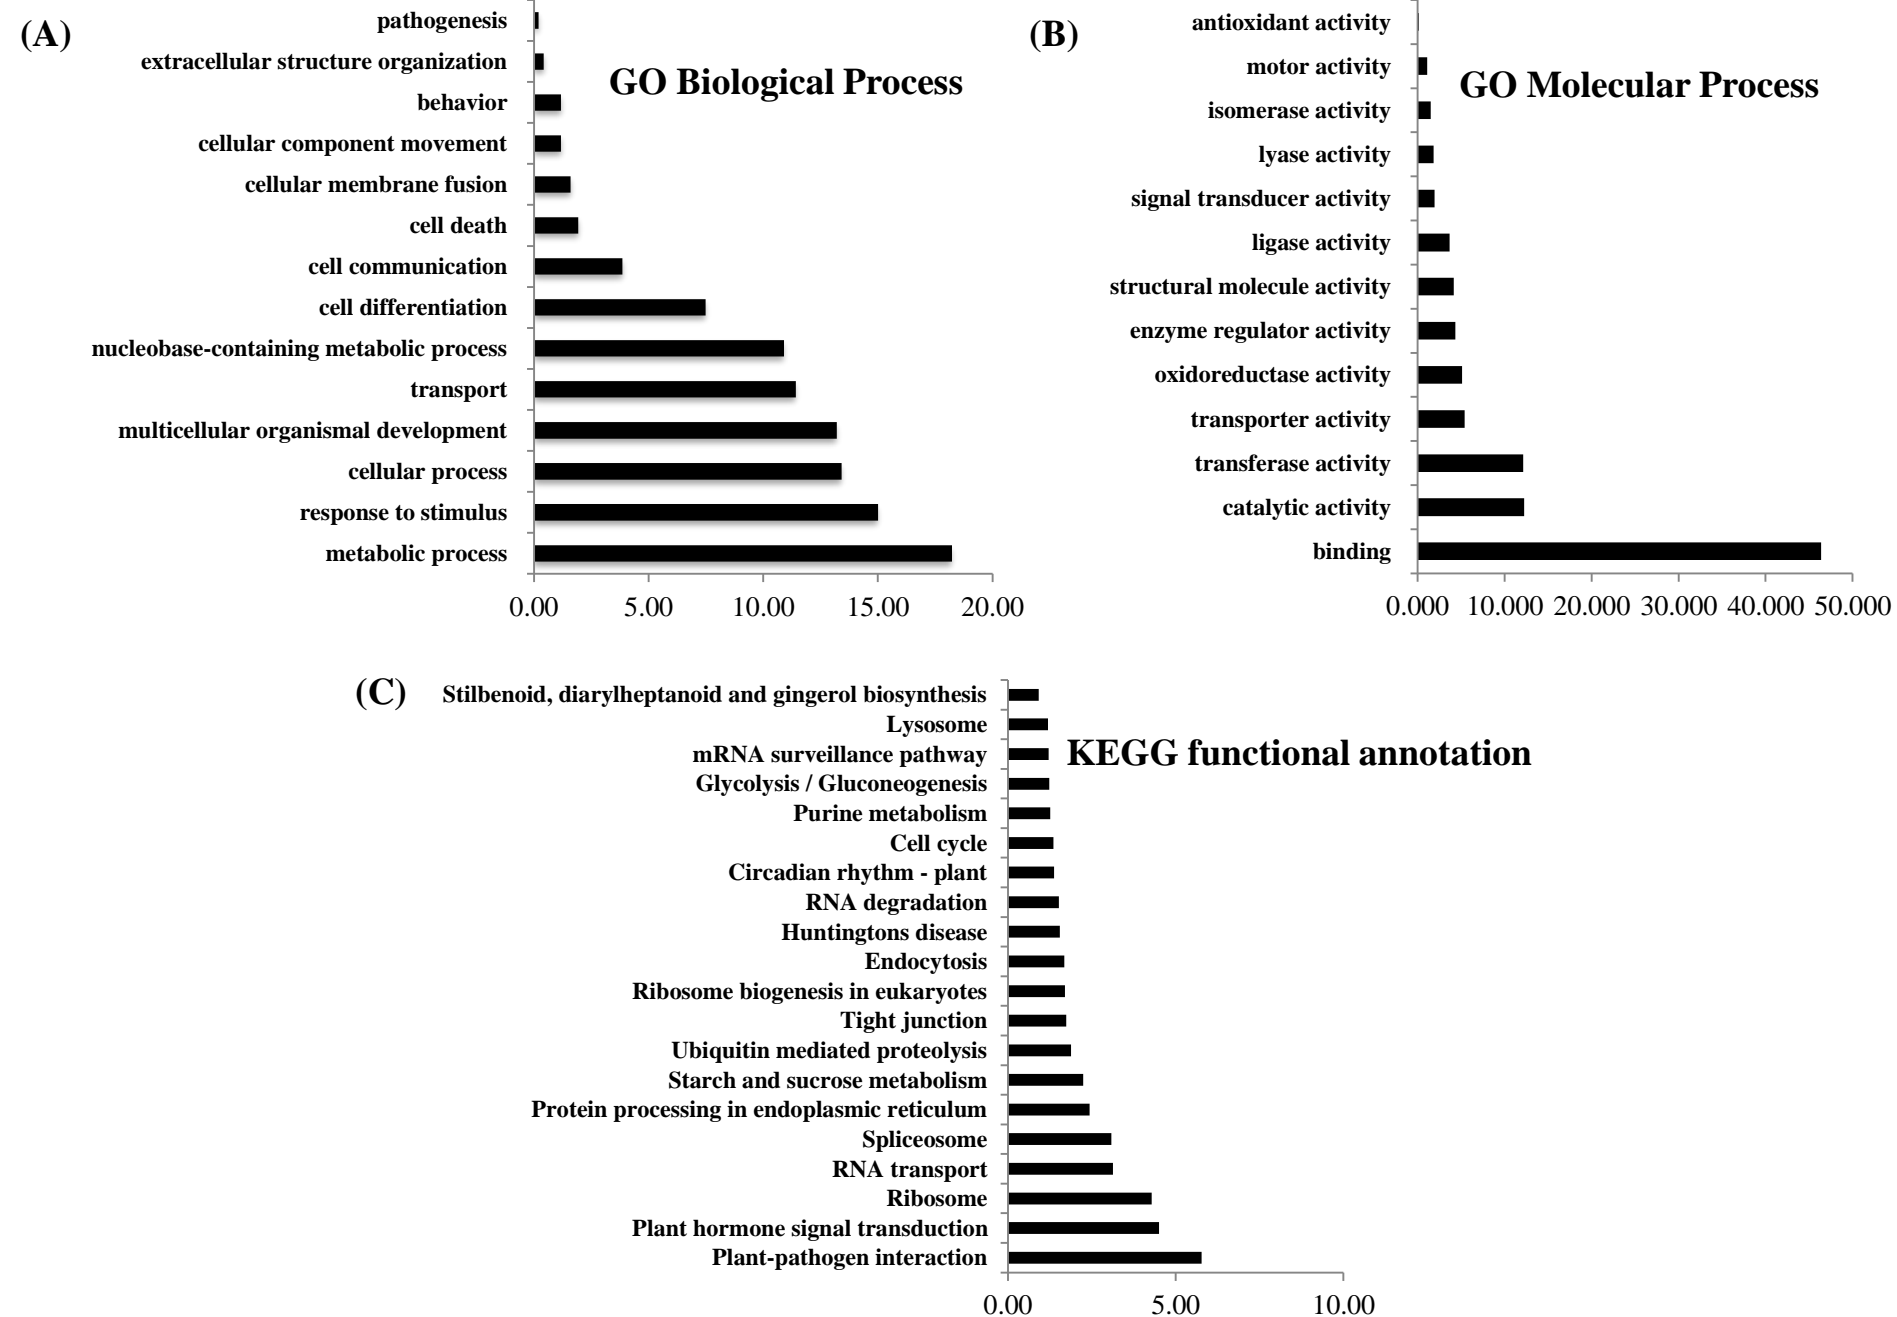 (A)
GO Biological Process
pathogenesis
extracellular structure organization
behavior
cellular component movement
cellular membrane fusion
cell death
cell communication
cell differentiation
nucleobase-containing metabolic process
transport
multicellular organismal development
cellular process
response to stimulus
metabolic process
0.00 5.00 10.00 15.00 20.00
(B)
GO Molecular Process
antioxidant activity
motor activity
isomerase activity
lyase activity
signal transducer activity
ligase activity
structural molecule activity
enzyme regulator activity
oxidoreductase activity
transporter activity
transferase activity
catalytic activity
binding
0.000 10.000 20.000 30.000 40.000 50.000
(C)
KEGG functional annotation
Stilbenoid, diarylheptanoid and gingerol biosynthesis
Lysosome
mRNA surveillance pathway
Glycolysis / Gluconeogenesis
Purine metabolism
Cell cycle
Circadian rhythm - plant
RNA degradation
Huntingtons disease
Endocytosis
Ribosome biogenesis in eukaryotes
Tight junction
Ubiquitin mediated proteolysis
Starch and sucrose metabolism
Protein processing in endoplasmic reticulum
Spliceosome
RNA transport
Ribosome
Plant hormone signal transduction
Plant-pathogen interaction
0.00 5.00 10.00